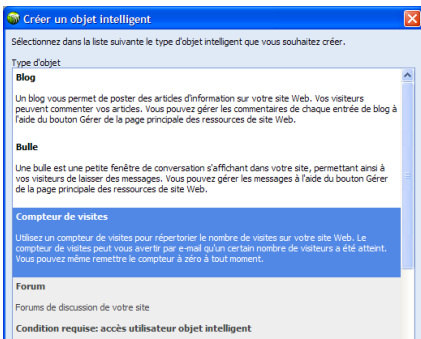 Créer un objet intelligent
Sélectionnez dans la liste suivante le type d'objet intelligent que vous souhaitez créer.
Type d'objet
Blog
Un blog vous permet de poster des articles d'information sur votre site Web. Vos visiteurs
peuvent commenter vos articles. Vous pouvez gérer les commentaires de chaque entrée de blog à
l'aide du bouton Gérer de la page principale des ressources de site Web.
Bulle
Une bulle est une petite fenêtre de conversation s'affichant dans votre site, permettant ainsi à
vos visiteurs de laisser des messages. Vous pouvez gérer les messages à l'aide du bouton Gérer
de la page principale des ressources de site Web.
Compteur de visites
Utilisez un compteur de visites pour répertorier le nombre de visites sur votre site Web. Le
compteur de visites peut vous avertir par e-mail qu'un certain nombre de visiteurs a été atteint.
Vous pouvez même remettre le compteur à zéro à tout moment.
Forum
Forums de discussion de votre site
Condition requise: accès utilisateur objet intelligent